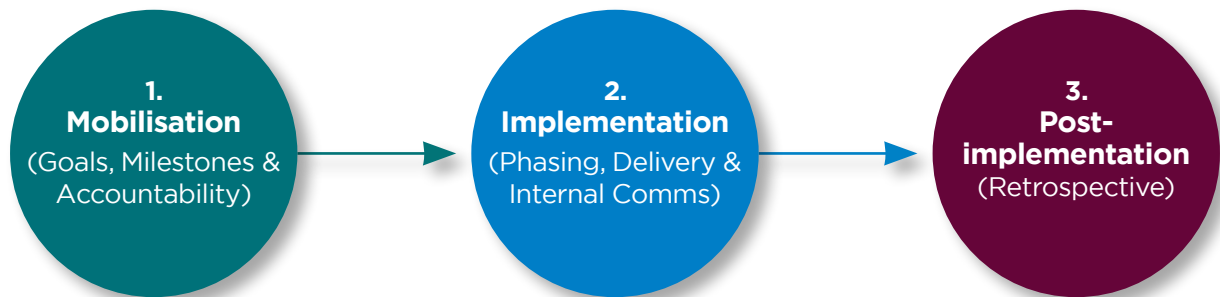 1.
Mobilisation
(Goals, Milestones &
Accountability)
2.
Implementation
(Phasing, Delivery &
Internal Comms)
3.
Post-
implementation
(Retrospective)